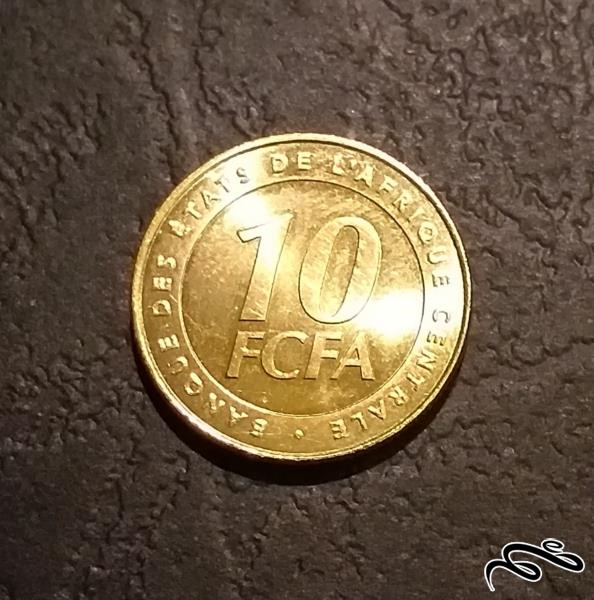 BANQUE DES ÉTATS DE L'AFRIQUE CENTRALE
10
FCFA